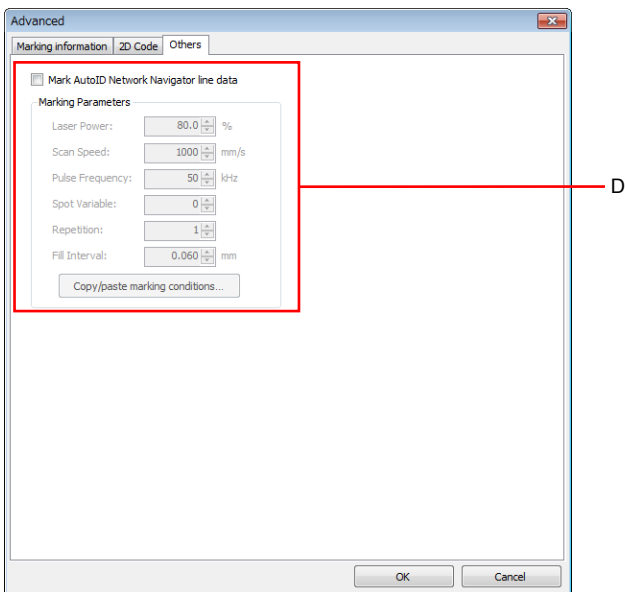 Advanced
Marking information 2D Code Others
Mark AutoID Network Navigator line data
Marking Parameters
Laser Power: 80.0 %
Scan Speed: 1000 mm/s
Pulse Frequency: 50 kHz
Spot Variable: 0
Repetition: 1
Fill Interval: 0.060 mm
Copy/paste marking conditions...
D
OK Cancel